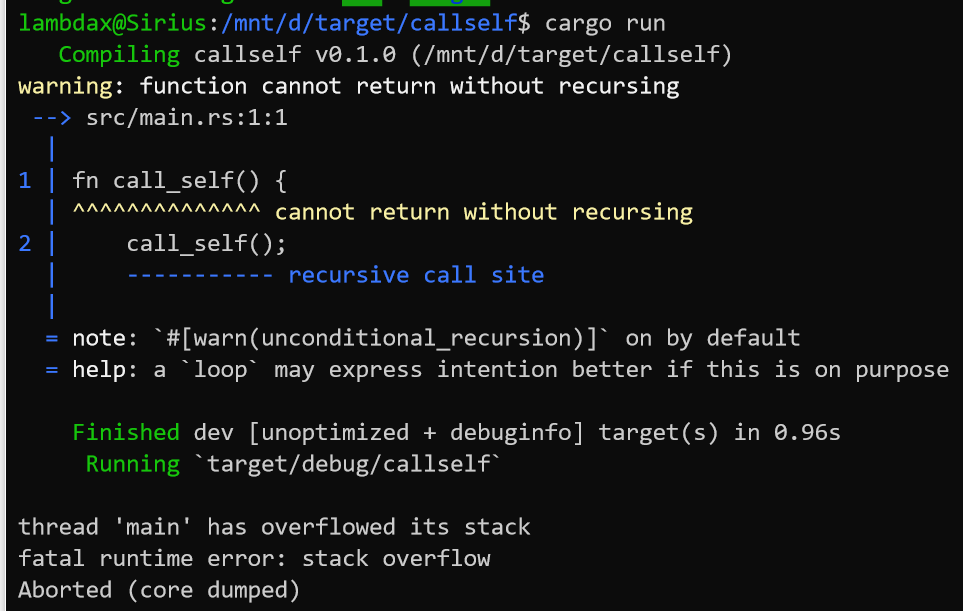 lambdax@Sirius:/mnt/d/target/callself$ cargo run
   Compiling callself v0.1.0 (/mnt/d/target/callself)
warning: function cannot return without recursing
 --> src/main.rs:1:1
  |
1 | fn call_self() {
  | ^^^^^^^^^^^^^^ cannot return without recursing
2 |     call_self();
  |     ----------- recursive call site
  |
  = note: `#[warn(unconditional_recursion)]` on by default
  = help: a `loop` may express intention better if this is on purpose

    Finished dev [unoptimized + debuginfo] target(s) in 0.96s
     Running `target/debug/callself`

thread 'main' has overflowed its stack
fatal runtime error: stack overflow
Aborted (core dumped)